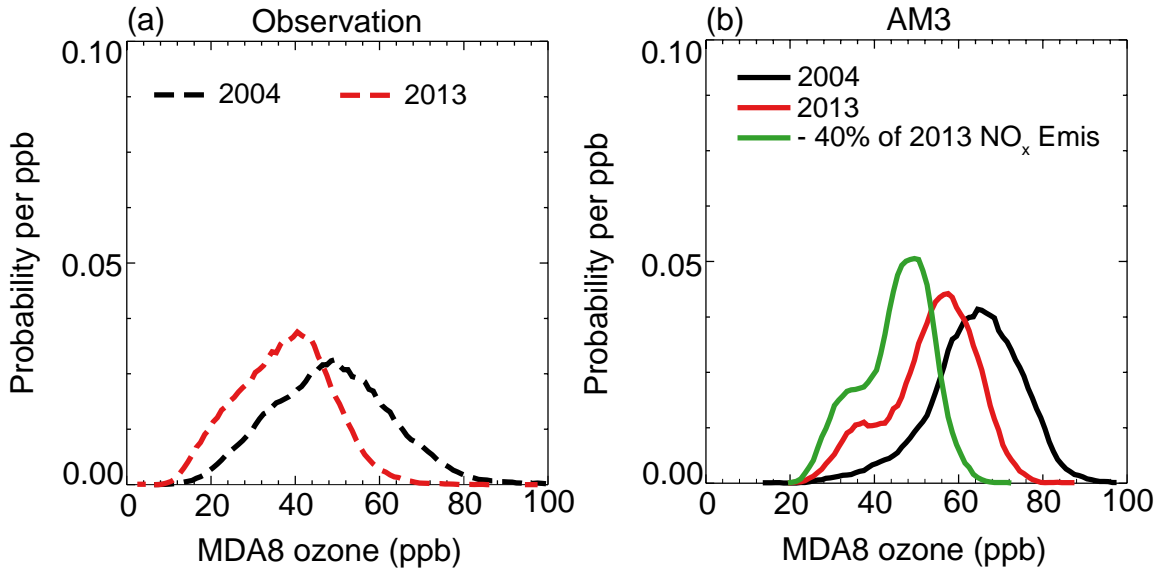 (a) Observation
0.10
0.05
0.00
2004
2013
Probability per ppb
0 20 40 60 80 100
MDA8 ozone (ppb)
(b) AM3
0.10
0.05
0.00
2004
2013
- 40% of 2013 NOx Emis
Probability per ppb
0 20 40 60 80 100
MDA8 ozone (ppb)